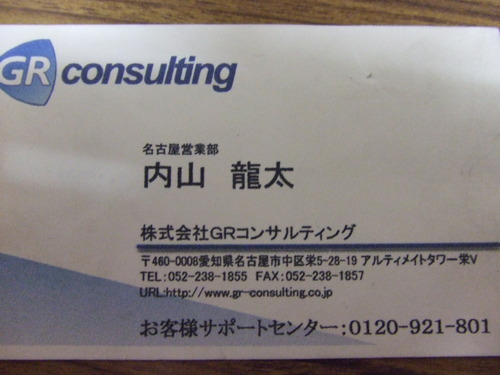 GR consulting
名古屋営業部
内山 龍太
株式会社GRコンサルティング
〒460-0008愛知県名古屋市中区栄5-28-19 アルティメイトタワー栄V
TEL:052-238-1855 FAX:052-238-1857
URL:http://www.gr-consulting.co.jp
お客様サポートセンター:0120-921-801